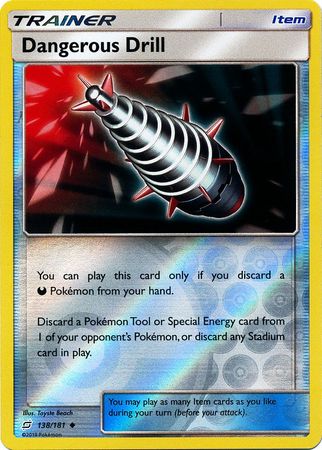 TRAINER
Item
Dangerous Drill
You can play this card only if you discard a
Pokémon from your hand.
Discard a Pokémon Tool or Special Energy card from
1 of your opponent's Pokémon, or discard any Stadium
card in play.
You may play as many Item cards as you like
during your turn (before your attack).
Illus. Toyste Beach
138/181
©2019 Pokémon